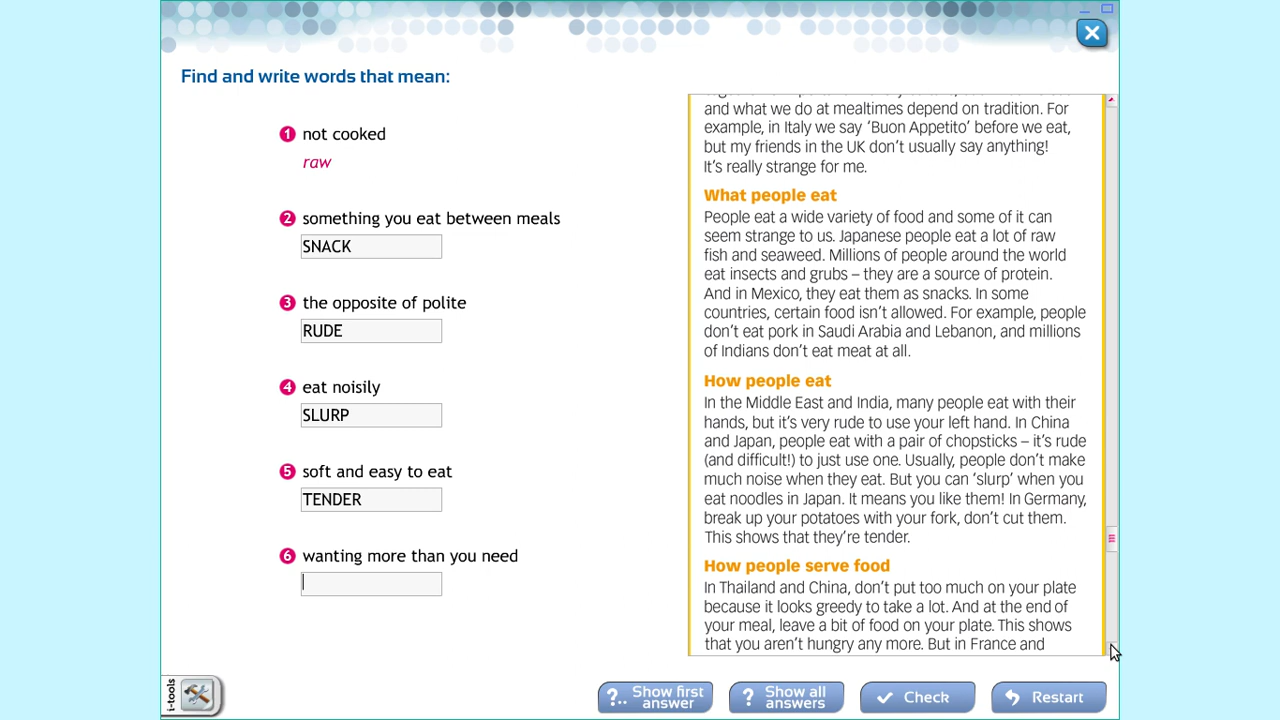 Find and write words that mean:
1 not cooked
raw
2 something you eat between meals
SNACK
3 the opposite of polite
RUDE
4 eat noisily
SLURP
5 soft and easy to eat
TENDER
6 wanting more than you need
and what we do at mealtimes depend on tradition. For
example, in Italy we say ‘Buon Appetito’ before we eat,
but my friends in the UK don’t usually say anything!
It’s really strange for me.
What people eat
People eat a wide variety of food and some of it can
seem strange to us. Japanese people eat a lot of raw
fish and seaweed. Millions of people around the world
eat insects and grubs – they are a source of protein.
And in Mexico, they eat them as snacks. In some
countries, certain food isn’t allowed. For example, people
don’t eat pork in Saudi Arabia and Lebanon, and millions
of Indians don’t eat meat at all.
How people eat
In the Middle East and India, many people eat with their
hands, but it’s very rude to use your left hand. In China
and Japan, people eat with a pair of chopsticks – it’s rude
(and difficult!) to just use one. Usually, people don’t make
much noise when they eat. But you can ‘slurp’ when you
eat noodles in Japan. It means you like them! In Germany,
break up your potatoes with your fork, don’t cut them.
This shows that they’re tender.
How people serve food
In Thailand and China, don’t put too much on your plate
because it looks greedy to take a lot. And at the end of
your meal, leave a bit of food on your plate. This shows
that you aren’t hungry any more. But in France and
i-tools
?.. Show first
answer
? Show all
answers
Check
Restart